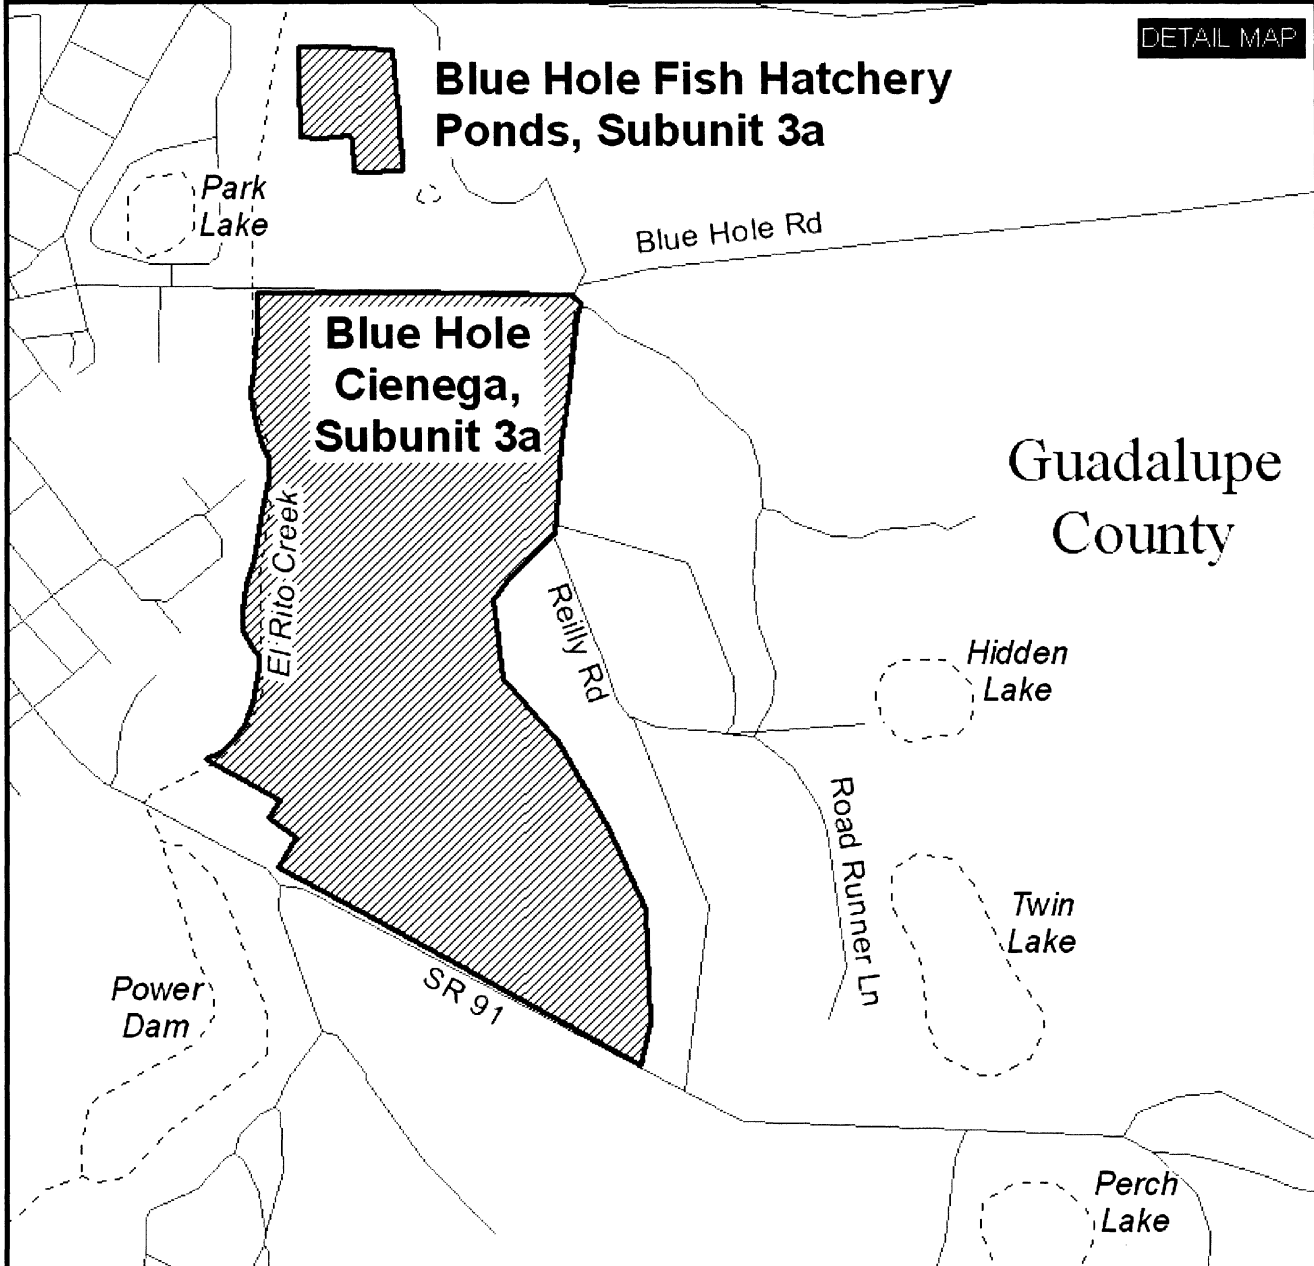 DETAIL MAP
Blue Hole Fish Hatchery
Ponds, Subunit 3a
Park
Lake
Blue Hole Rd
Blue Hole
Cienega,
Subunit 3a
Guadalupe
County
El Rito Creek
Reilly Rd
Hidden
Lake
Road Runner Ln
Twin
Lake
Power
Dam
SR 91
Perch
Lake